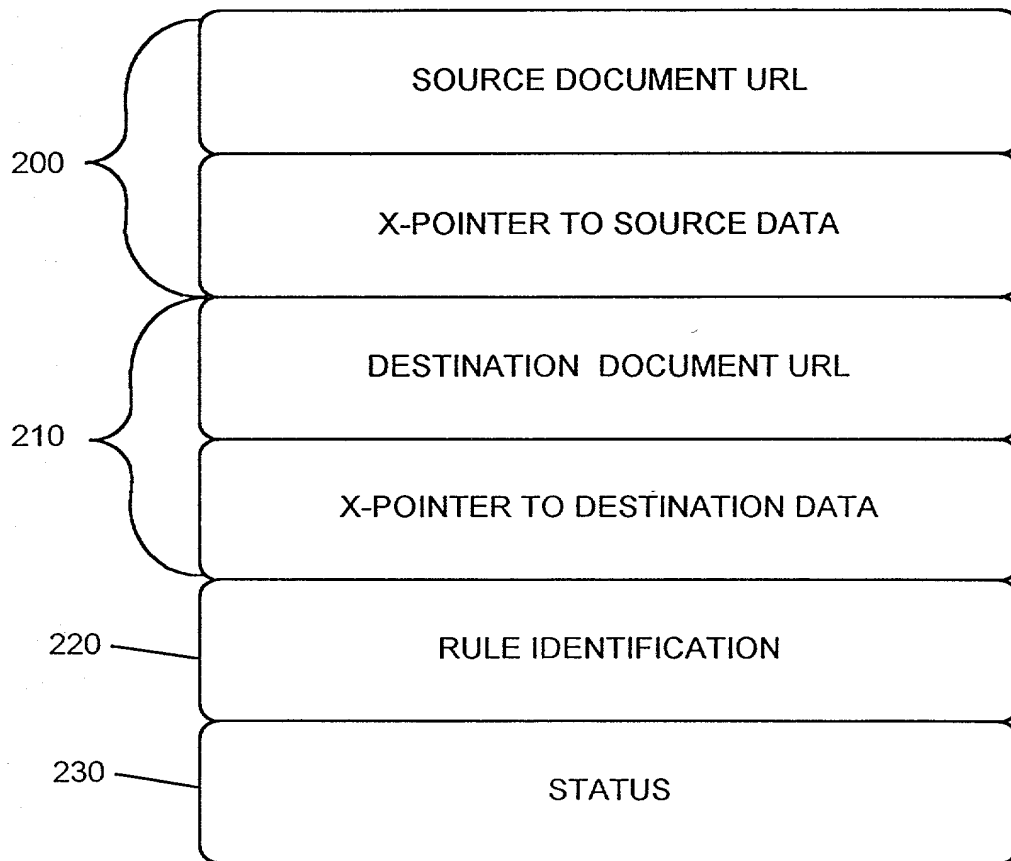 SOURCE DOCUMENT URL
200
X-POINTER TO SOURCE DATA
DESTINATION DOCUMENT URL
210
X-POINTER TO DESTINATION DATA
220
RULE IDENTIFICATION
230
STATUS